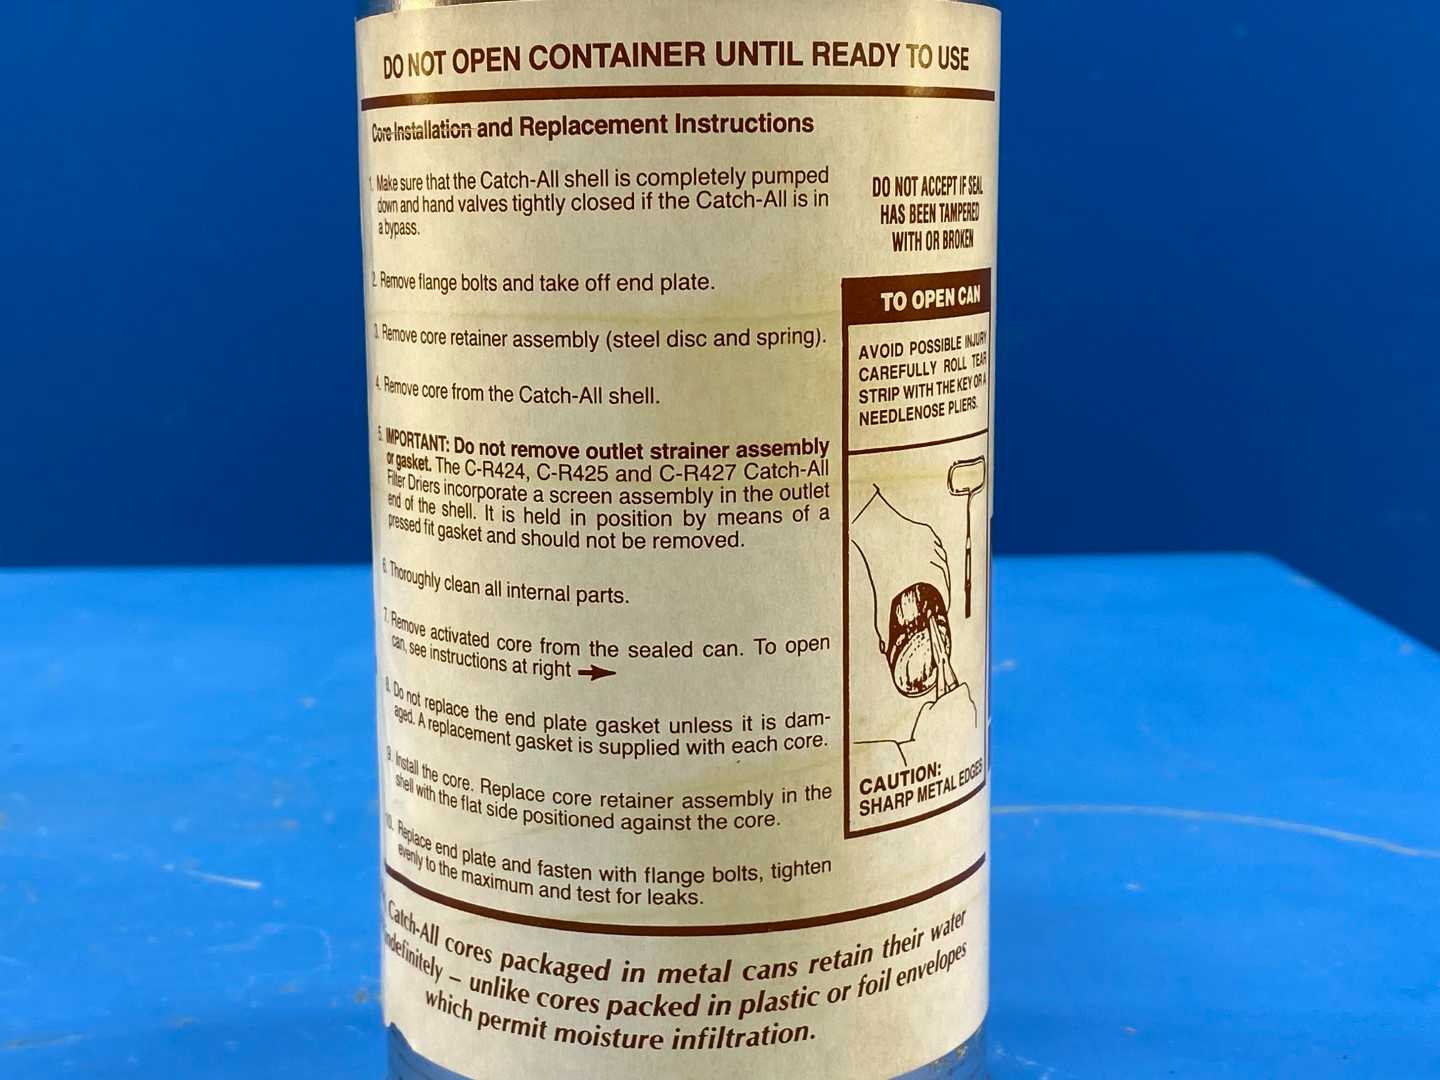 DO NOT OPEN CONTAINER UNTIL READY TO USE
Core Installation and Replacement Instructions
1. Make sure that the Catch-All shell is completely pumped
down and hand valves tightly closed if the Catch-All is in
a bypass.
2. Remove flange bolts and take off end plate.
3. Remove core retainer assembly (steel disc and spring).
4. Remove core from the Catch-All shell.
5. IMPORTANT: Do not remove outlet strainer assembly
or gasket. The C-R424, C-R425 and C-R427 Catch-All
Filter Driers incorporate a screen assembly in the outlet
end of the shell. It is held in position by means of a
pressed fit gasket and should not be removed.
6. Thoroughly clean all internal parts.
7. Remove activated core from the sealed can. To open
can, see instructions at right
8. Do not replace the end plate gasket unless it is dam-
aged. A replacement gasket is supplied with each core.
9. Install the core. Replace core retainer assembly in the
shell with the flat side positioned against the core.
10. Replace end plate and fasten with flange bolts, tighten
evenly to the maximum and test for leaks.
DO NOT ACCEPT IF SEAL
HAS BEEN TAMPERED
WITH OR BROKEN
TO OPEN CAN
AVOID POSSIBLE INJURY
CAREFULLY ROLL TEAR
STRIP WITH THE KEY OR A
NEEDLENOSE PLIERS.
CAUTION:
SHARP METAL EDGES
Catch-All cores packaged in metal cans retain their water
indefinitely – unlike cores packed in plastic or foil envelopes
which permit moisture infiltration.